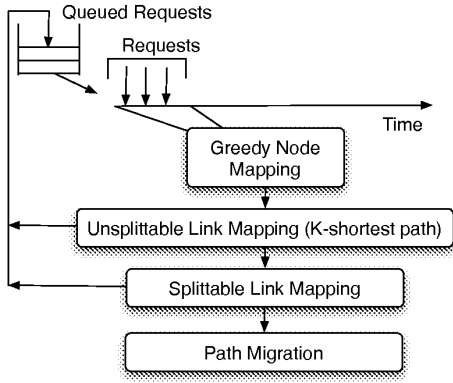 Queued Requests
Requests
Time
Greedy Node
Mapping
Unsplittable Link Mapping (K-shortest path)
Splittable Link Mapping
Path Migration